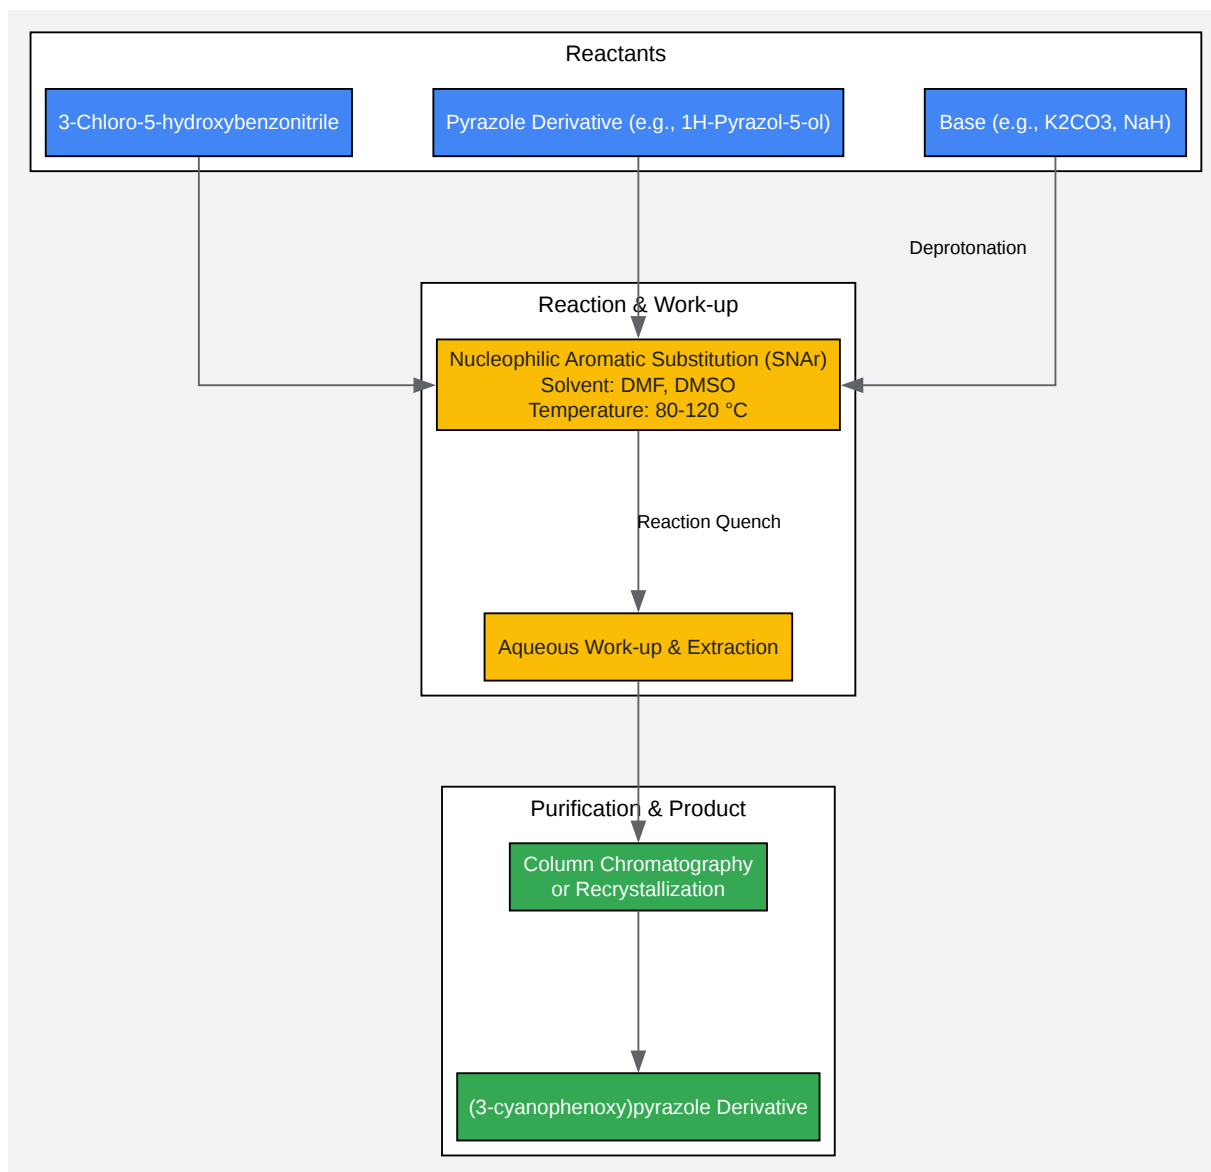 Reactants
3-Chloro-5-hydroxybenzonitrile
Pyrazole Derivative (e.g., 1H-Pyrazol-5-ol)
Base (e.g., K2CO3, NaH)
Deprotonation
Reaction & Work-up
Nucleophilic Aromatic Substitution (SNAr)
Solvent: DMF, DMSO
Temperature: 80-120 °C
Reaction Quench
Aqueous Work-up & Extraction
Purification & Product
Column Chromatography
or Recrystallization
(3-cyanophenoxy)pyrazole Derivative